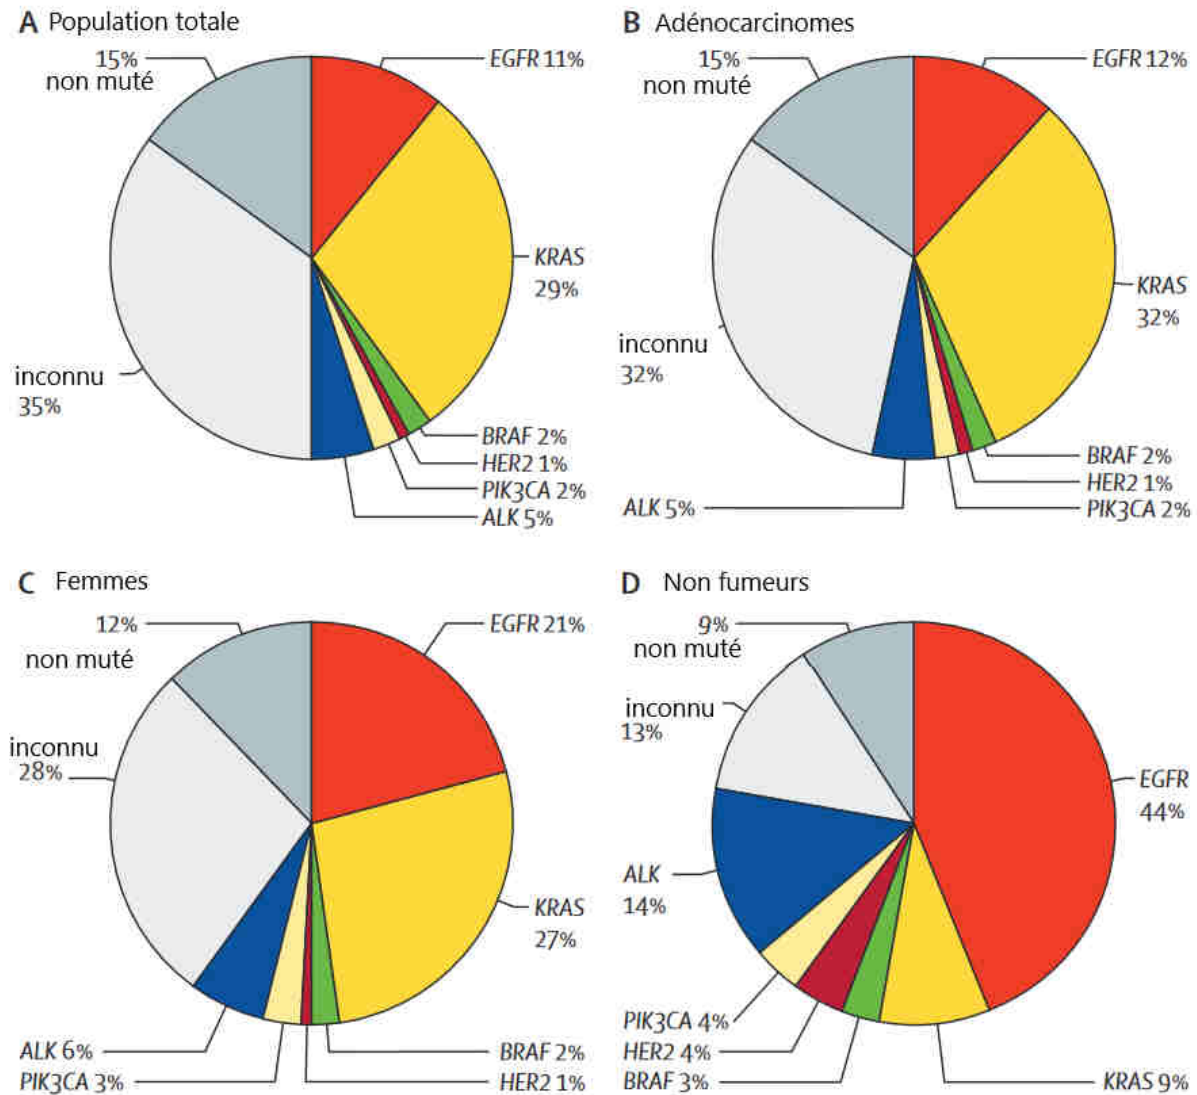 A Population totale
15%
non muté
EGFR 11%
KRAS
29%
inconnu
35%
BRAF 2%
HER2 1%
PIK3CA 2%
ALK 5%
B Adénocarcinomes
15%
non muté
EGFR 12%
KRAS
32%
inconnu
32%
BRAF 2%
HER2 1%
PIK3CA 2%
ALK 5%
C Femmes
12%
non muté
EGFR 21%
inconnu
28%
KRAS
27%
ALK 6%
PIK3CA 3%
BRAF 2%
HER2 1%
D Non fumeurs
9%
non muté
inconnu
13%
EGFR
44%
ALK
14%
PIK3CA 4%
HER2 4%
BRAF 3%
KRAS 9%